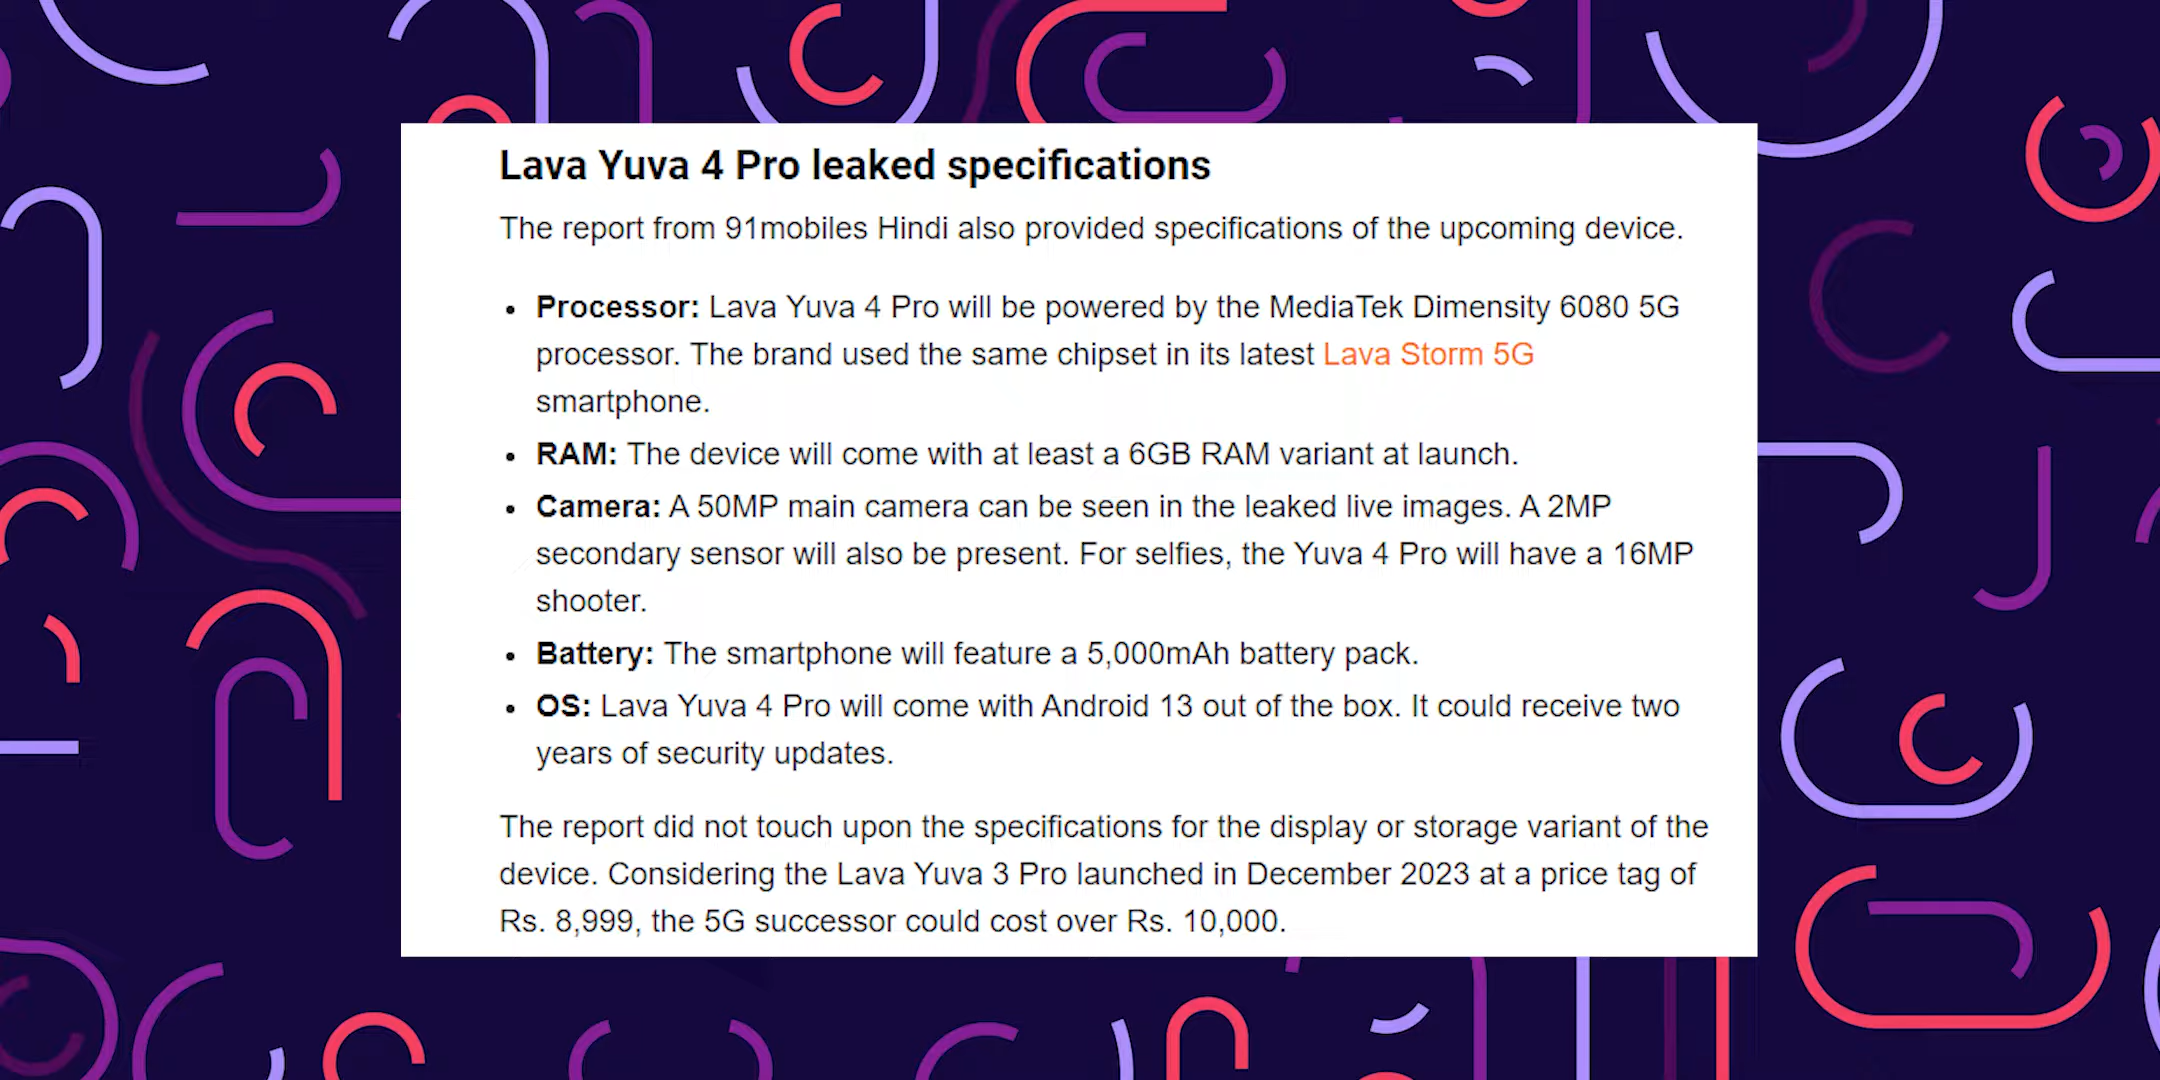 Lava Yuva 4 Pro leaked specifications
The report from 91mobiles Hindi also provided specifications of the upcoming device.
• Processor: Lava Yuva 4 Pro will be powered by the MediaTek Dimensity 6080 5G
processor. The brand used the same chipset in its latest Lava Storm 5G
smartphone.
• RAM: The device will come with at least a 6GB RAM variant at launch.
• Camera: A 50MP main camera can be seen in the leaked live images. A 2MP
secondary sensor will also be present. For selfies, the Yuva 4 Pro will have a 16MP
shooter.
• Battery: The smartphone will feature a 5,000mAh battery pack.
• OS: Lava Yuva 4 Pro will come with Android 13 out of the box. It could receive two
years of security updates.
The report did not touch upon the specifications for the display or storage variant of the
device. Considering the Lava Yuva 3 Pro launched in December 2023 at a price tag of
Rs. 8,999, the 5G successor could cost over Rs. 10,000.